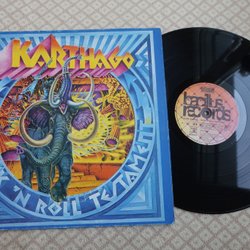 KARTHAGO
'N ROLL TESTAMENT
bacillus
records